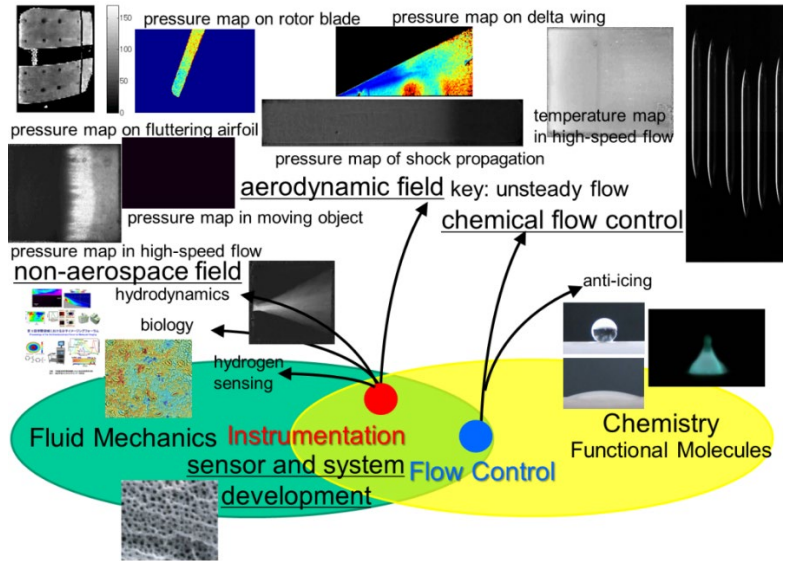 pressure map on rotor blade
pressure map on delta wing
150
100
50
0
pressure map on fluttering airfoil
temperature map
in high-speed flow
pressure map of shock propagation
pressure map in moving object
aerodynamic field key: unsteady flow
chemical flow control
pressure map in high-speed flow
non-aerospace field
hydrodynamics
biology
hydrogen
sensing
anti-icing
Fluid Mechanics
Instrumentation
sensor and system
development
Flow Control
Chemistry
Functional Molecules